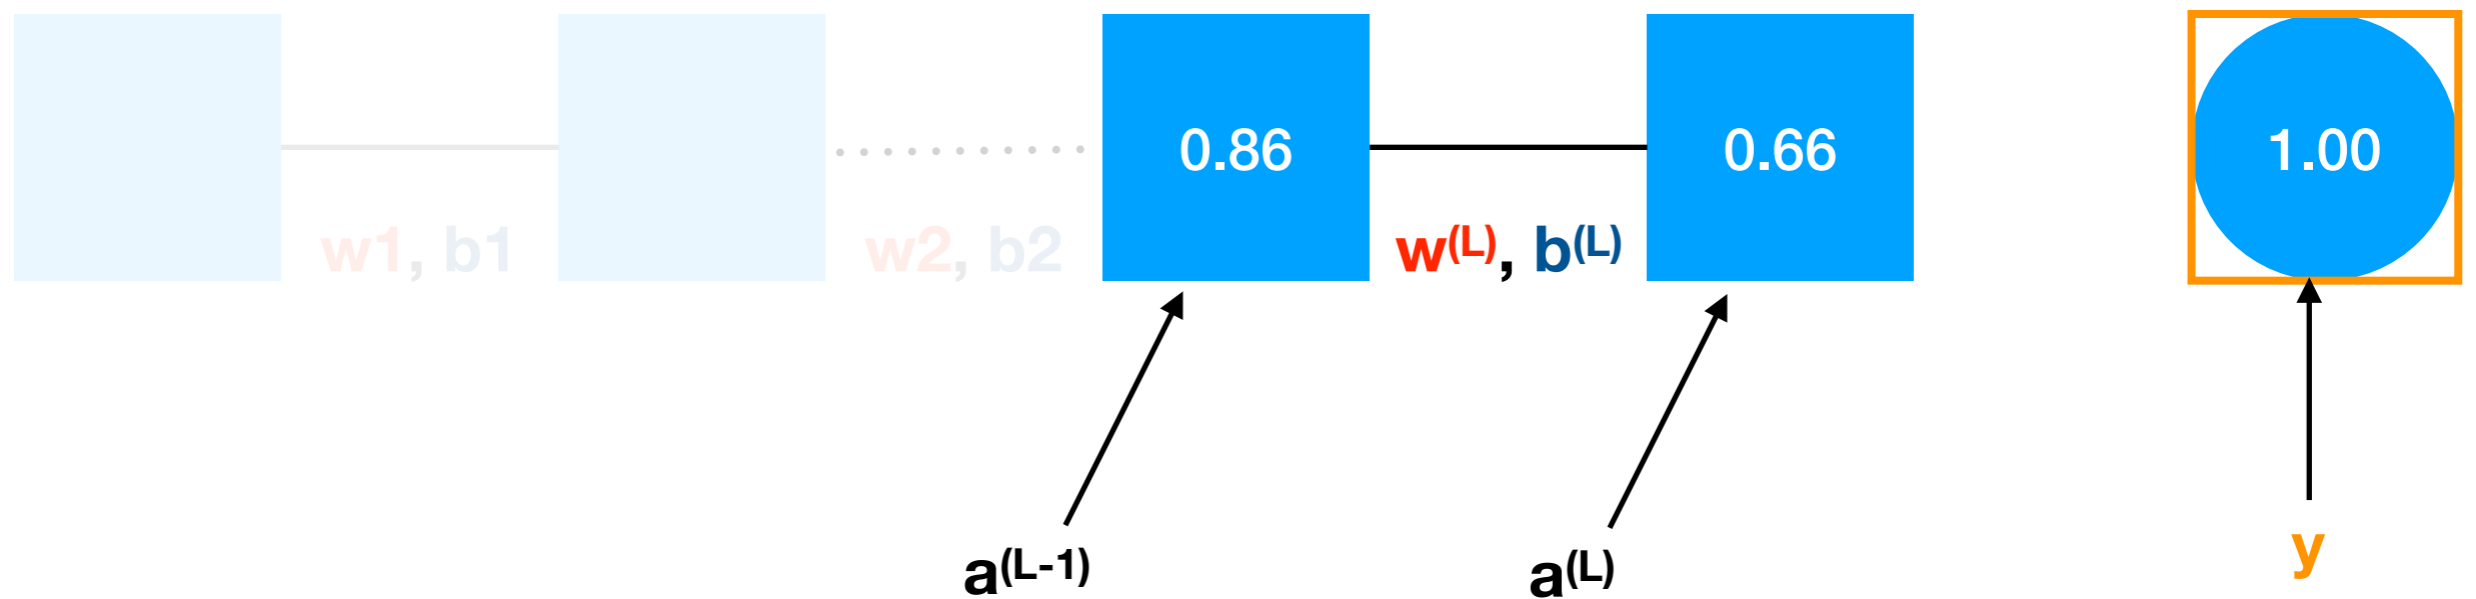 0.86
0.66
1.00
w1, b1
w2, b2
w(L), b(L)
a(L-1)
a(L)
y